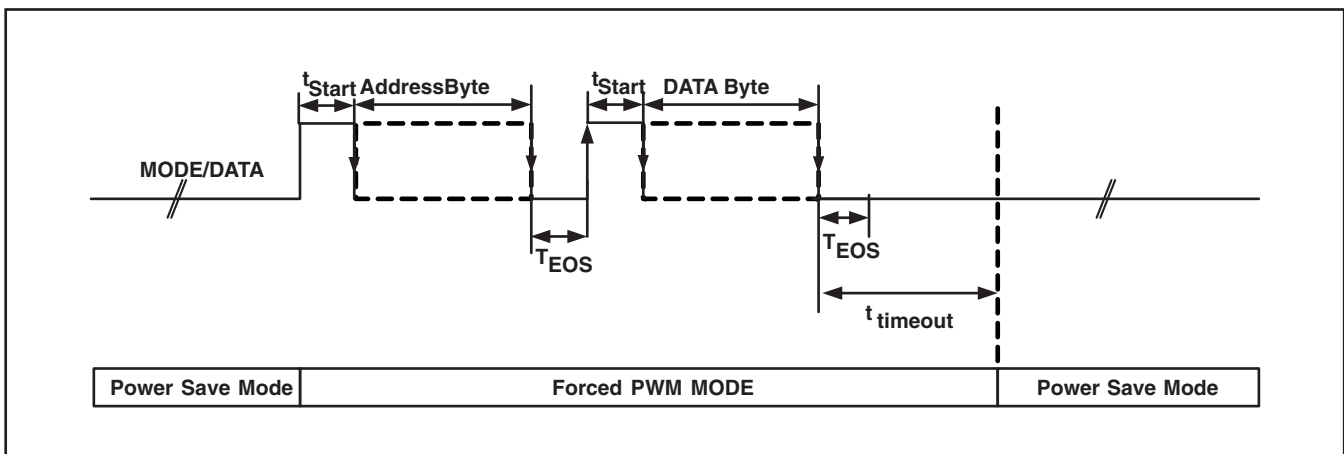 tStart AddressByte
tStart DATA Byte
MODE/DATA
TEOS
TEOS
t timeout
Power Save Mode
Forced PWM MODE
Power Save Mode